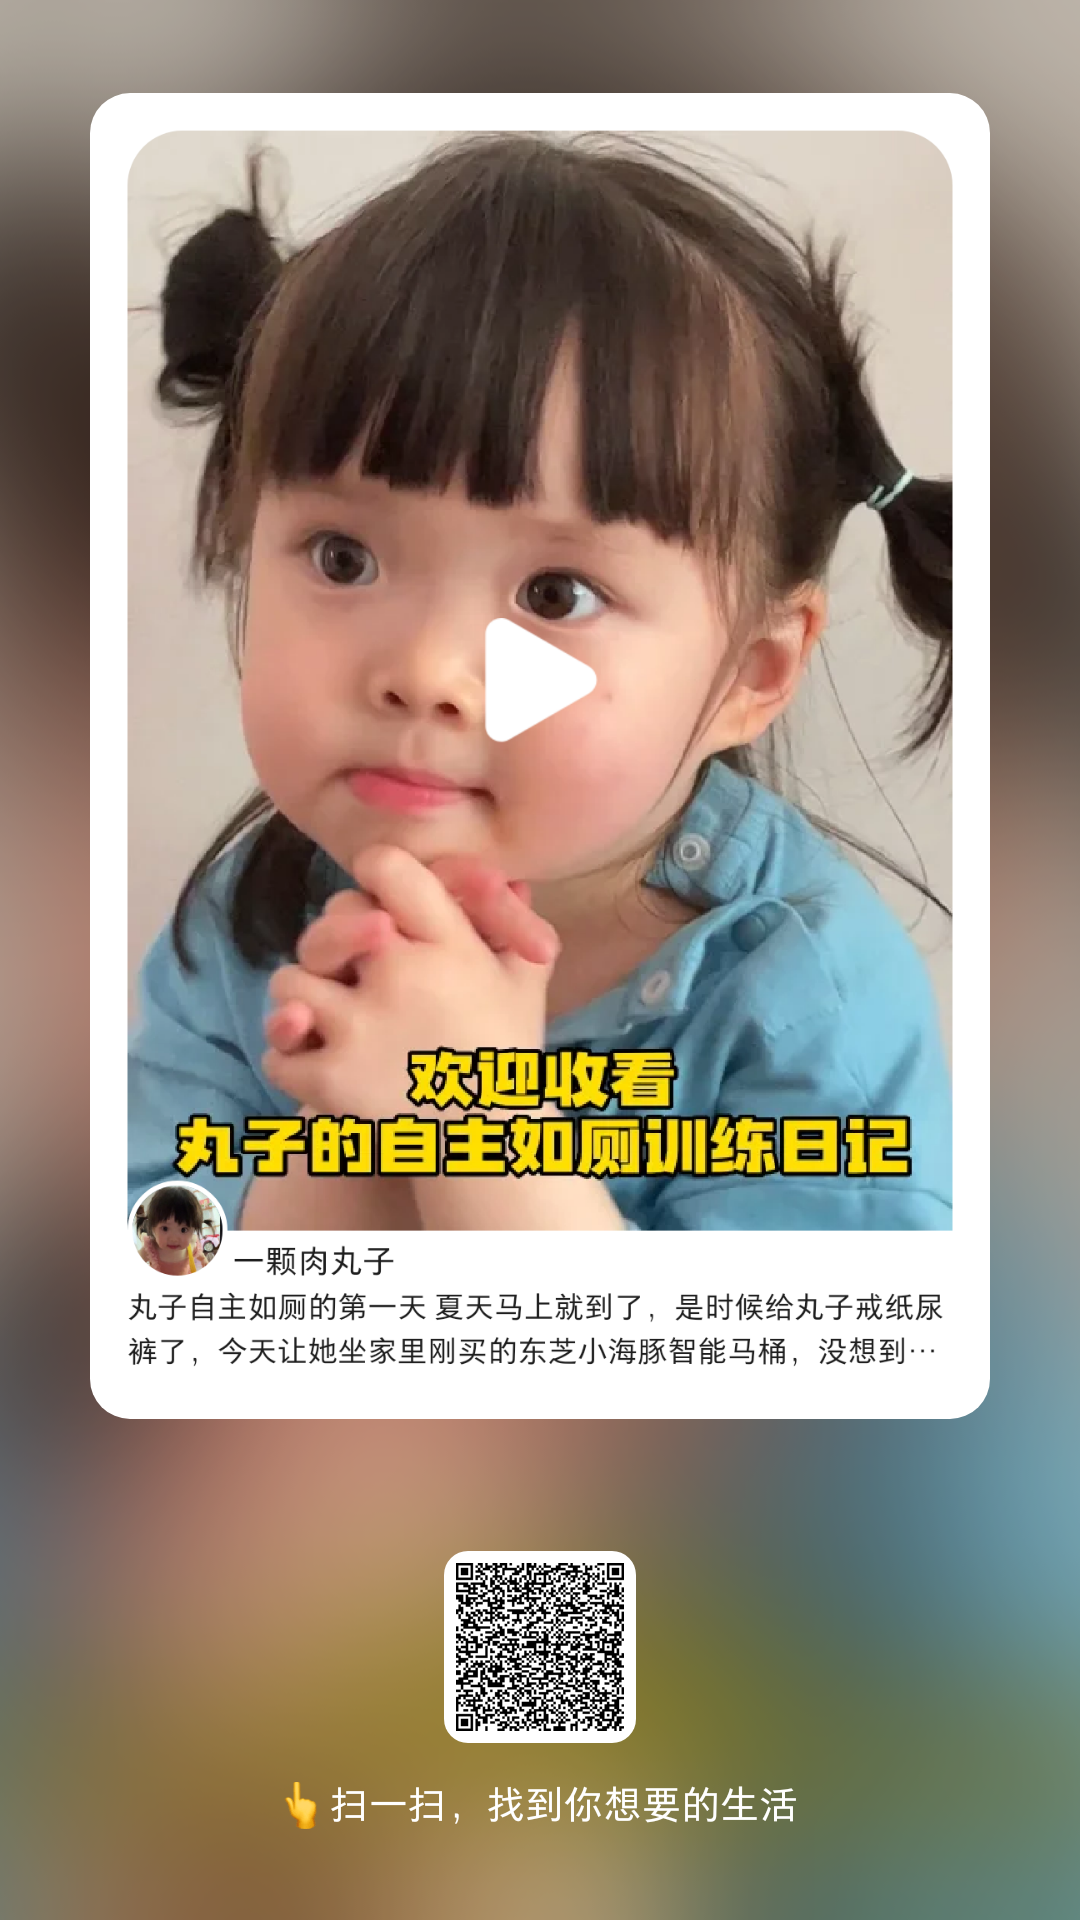 欢迎收看
丸子的自主如厕训练日记
一颗肉丸子
丸子自主如厕的第一天 夏天马上就到了，是时候给丸子戒纸尿
裤了，今天让她坐家里刚买的东芝小海豚智能马桶，没想到…
👆扫一扫，找到你想要的生活